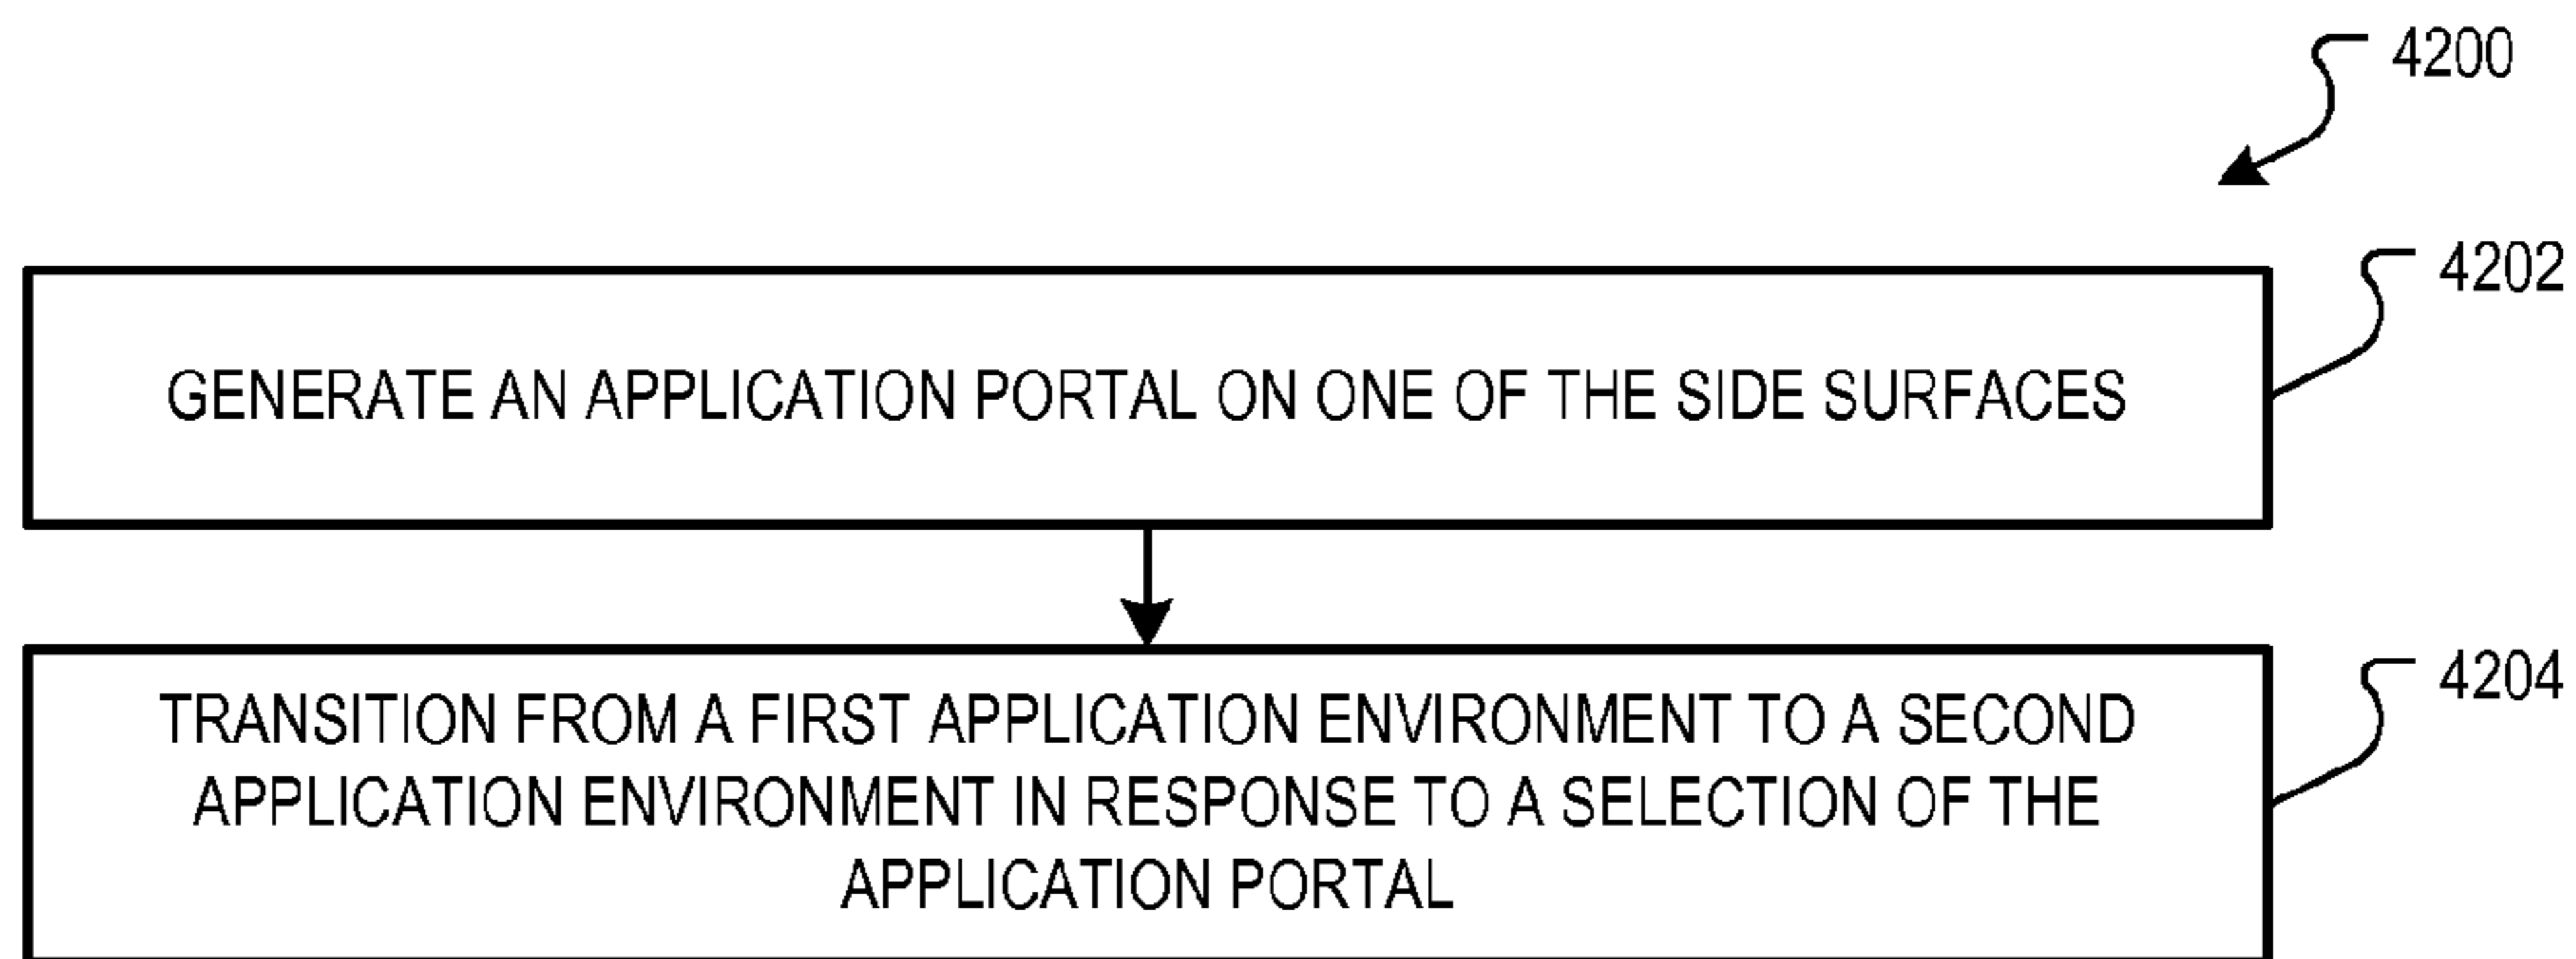 4200
4202
GENERATE AN APPLICATION PORTAL ON ONE OF THE SIDE SURFACES
4204
TRANSITION FROM A FIRST APPLICATION ENVIRONMENT TO A SECOND
APPLICATION ENVIRONMENT IN RESPONSE TO A SELECTION OF THE
APPLICATION PORTAL